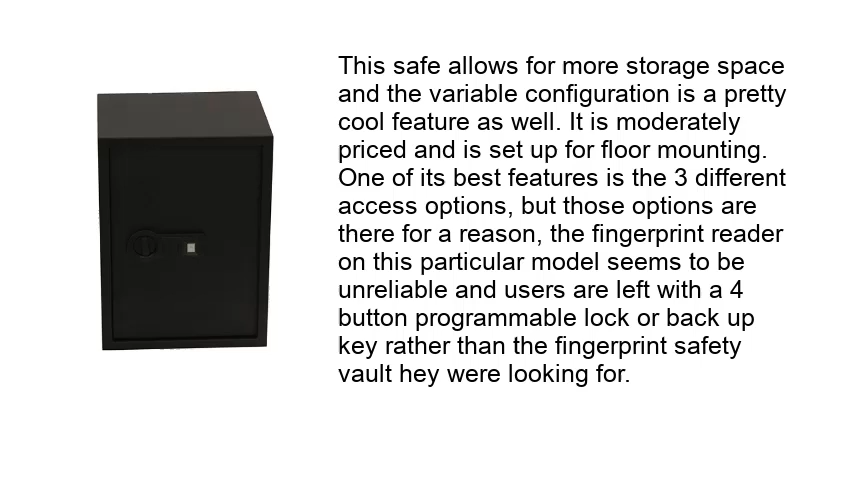 This safe allows for more storage space
and the variable configuration is a pretty
cool feature as well. It is moderately
priced and is set up for floor mounting.
One of its best features is the 3 different
access options, but those options are
there for a reason, the fingerprint reader
on this particular model seems to be
unreliable and users are left with a 4
button programmable lock or back up
key rather than the fingerprint safety
vault hey were looking for.